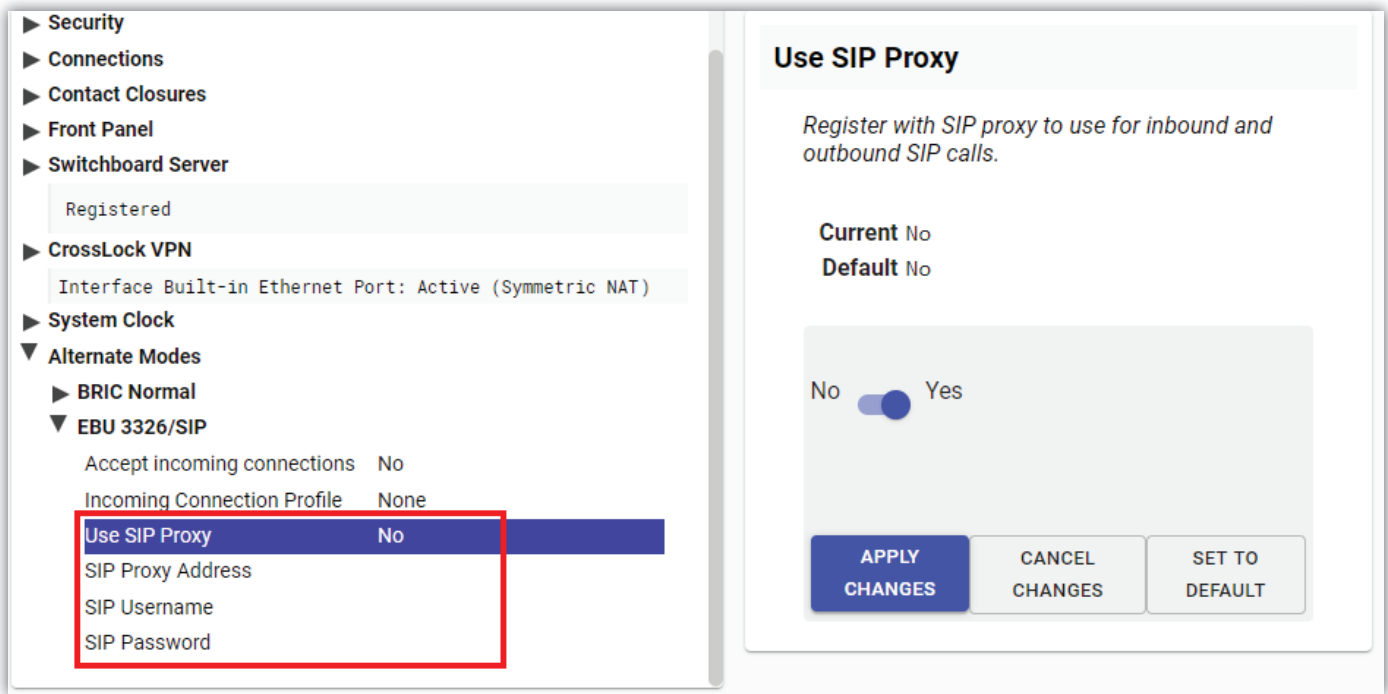 Security
Connections
Contact Closures
Front Panel
Switchboard Server
Registered
CrossLock VPN
Interface Built-in Ethernet Port: Active (Symmetric NAT)
System Clock
Alternate Modes
BRIC Normal
EBU 3326/SIP
Accept incoming connections No
Incoming Connection Profile None
Use SIP Proxy No
SIP Proxy Address
SIP Username
SIP Password
Use SIP Proxy
Register with SIP proxy to use for inbound and
outbound SIP calls.
Current No
Default No
No Yes
APPLY
CHANGES
CANCEL
CHANGES
SET TO
DEFAULT